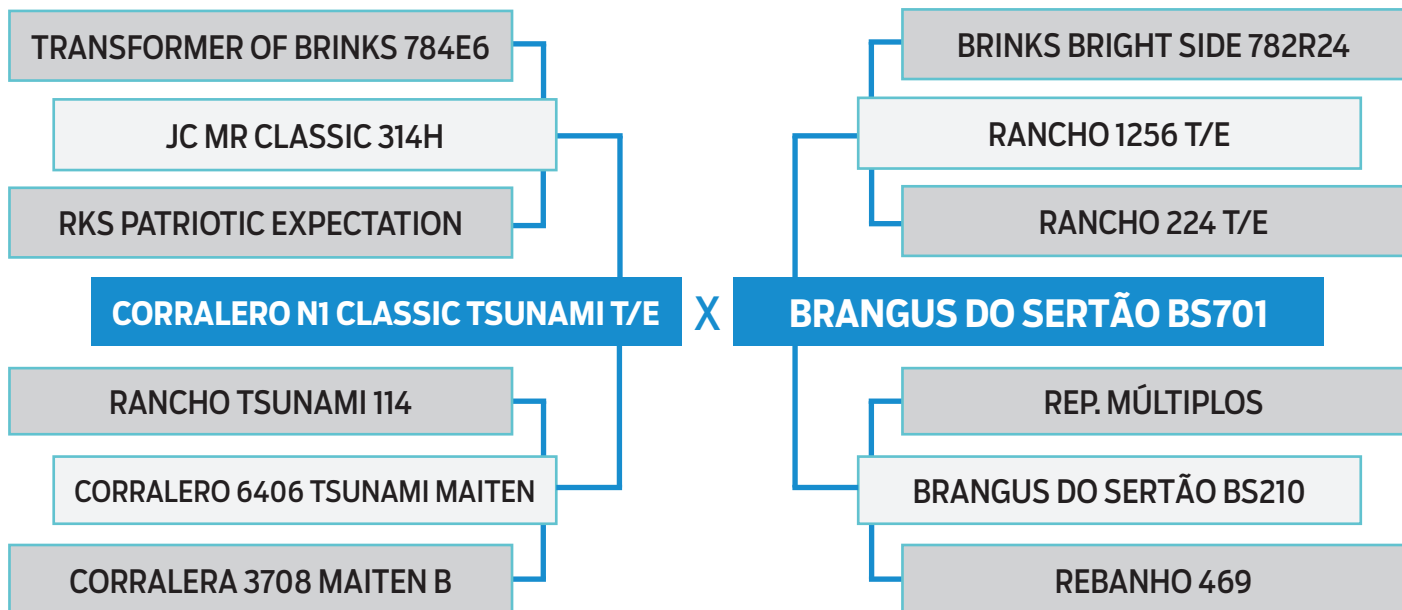 TRANSFORMER OF BRINKS 784E6
JC MR CLASSIC 314H
RKS PATRIOTIC EXPECTATION
CORRALERO N1 CLASSIC TSUNAMI T/E
RANCHO TSUNAMI 114
CORRALERO 6406 TSUNAMI MAITEN
CORRALERA 3708 MAITEN B
X
BRINKS BRIGHT SIDE 782R24
RANCHO 1256 T/E
RANCHO 224 T/E
BRANGUS DO SERTÃO BS701
REP. MÚLTIPLOS
BRANGUS DO SERTÃO BS210
REBANHO 469